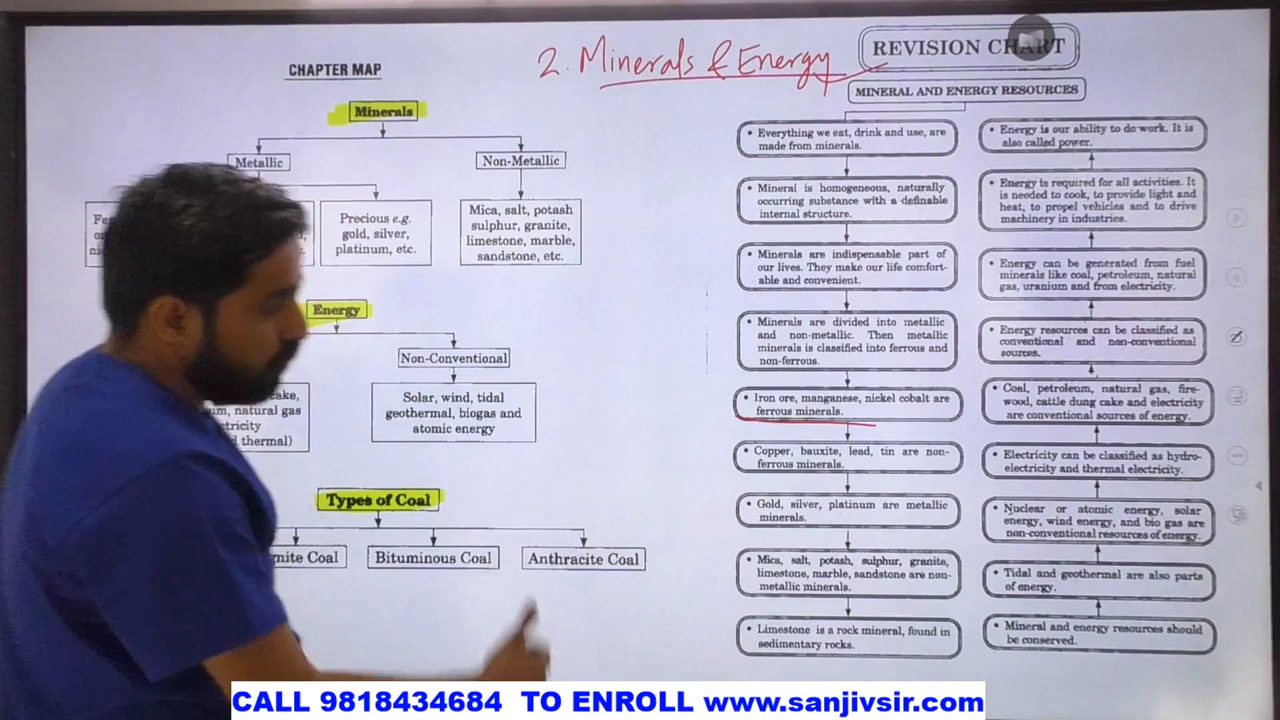 2. Minerals & Energy
CHAPTER MAP
Minerals
Metallic
Non-Metallic
Precious e.g.
gold, silver,
platinum, etc.
Mica, salt, potash
sulphur, granite,
limestone, marble,
sandstone, etc.
Energy
Non-Conventional
cake,
natural gas
thermal)
Solar, wind, tidal
geothermal, biogas and
atomic energy
Types of Coal
Coal
Bituminous Coal
Anthracite Coal
REVISION CHART
MINERAL AND ENERGY RESOURCES
• Everything we eat, drink and use, are
made from minerals.
• Mineral is homogeneous, naturally
occurring substance with a definable
internal structure.
• Minerals are indispensable part of
our lives. They make our life comfort-
able and convenient.
• Minerals are divided into metallic
and non-metallic. Then metallic
minerals is classified into ferrous and
non-ferrous.
• Iron ore, manganese, nickel cobalt are
ferrous minerals.
• Copper, bauxite, lead, tin are non-
ferrous minerals.
• Gold, silver, platinum are metallic
minerals.
• Mica, salt, potash, sulphur, granite,
limestone, marble, sandstone are non-
metallic minerals.
• Limestone is a rock mineral, found in
sedimentary rocks.
• Energy is our ability to do work. It is
also called power.
• Energy is required for all activities. It
is needed to cook, to provide light and
heat, to propel vehicles and to drive
machinery in industries.
• Energy can be generated from fuel
minerals like coal, petroleum, natural
gas, uranium and from electricity.
• Energy resources can be classified as
conventional and non-conventional
sources.
• Coal, petroleum, natural gas, fire-
wood, cattle dung cake and electricity
are conventional sources of energy.
• Electricity can be classified as hydro-
electricity and thermal electricity.
• Nuclear or atomic energy, solar
energy, wind energy, and bio gas are
non-conventional resources of energy.
• Tidal and geothermal are also parts
of energy.
• Mineral and energy resources should
be conserved.
CALL 9818434684 TO ENROLL www.sanjivsir.com